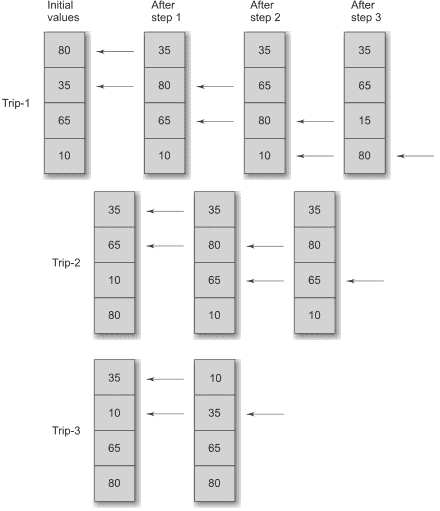 Initial values After step 1 After step 2 After step 3
Trip-1
80 35 35 35
35 80 65 65
65 65 80 15
10 10 10 80
Trip-2
35 35 35
65 80 80
10 65 65
80 10 10
Trip-3
35 10
10 35
65 65
80 80